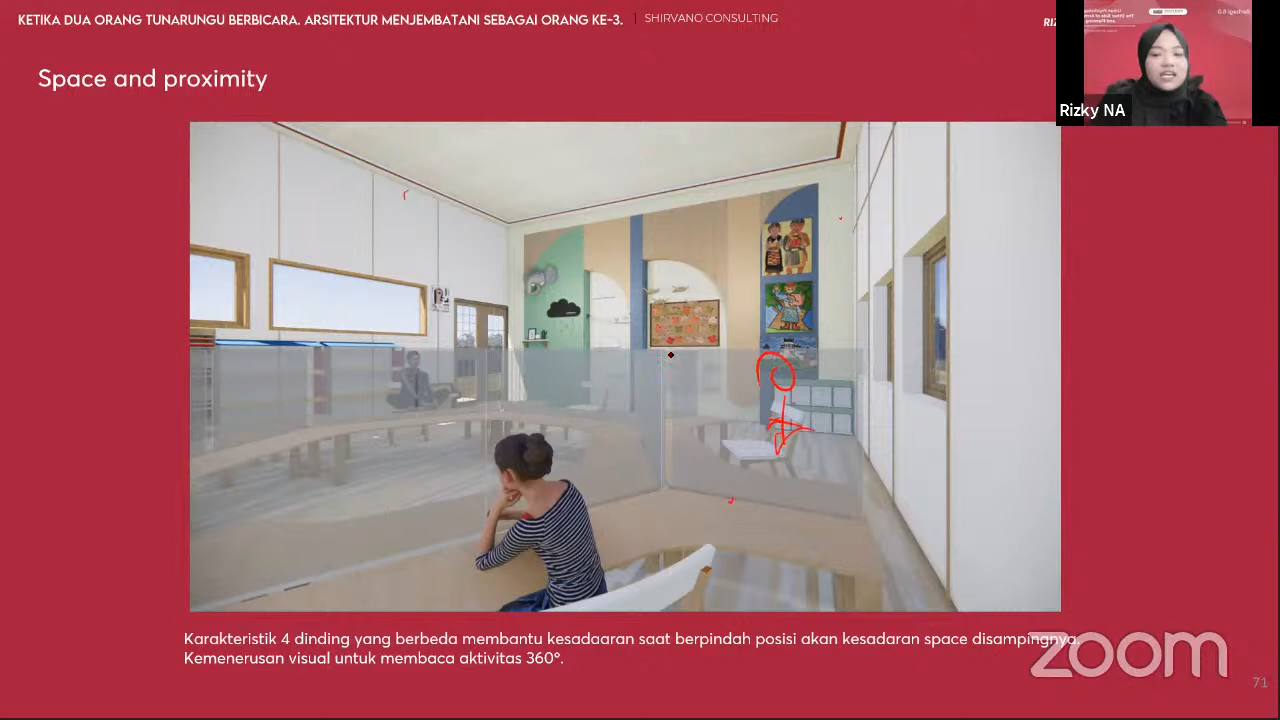 KETIKA DUA ORANG TUNARUNGU BERBICARA. ARSITEKTUR MENJEMBATANI SEBAGAI ORANG KE-3.
SHIRVANO CONSULTING
Space and proximity
Rizky NA
Karakteristik 4 dinding yang berbeda membantu kesadaaran saat berpindah posisi akan kesadaran space disampingnya.
Kemenerusan visual untuk membaca aktivitas 360°.
zoom
71